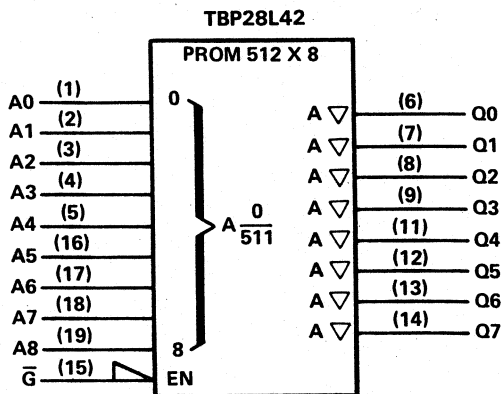 TBP28L42
PROM 512 X 8
A0 (1) 0 A ▽ (6) Q0
A1 (2) A ▽ (7) Q1
A2 (3) A ▽ (8) Q2
A3 (4) A ▽ (9) Q3
A4 (5) A 0/511 A ▽ (11) Q4
A5 (16) A ▽ (12) Q5
A6 (17) A ▽ (13) Q6
A7 (18) A ▽ (14) Q7
A8 (19) 8
G̅ (15) EN